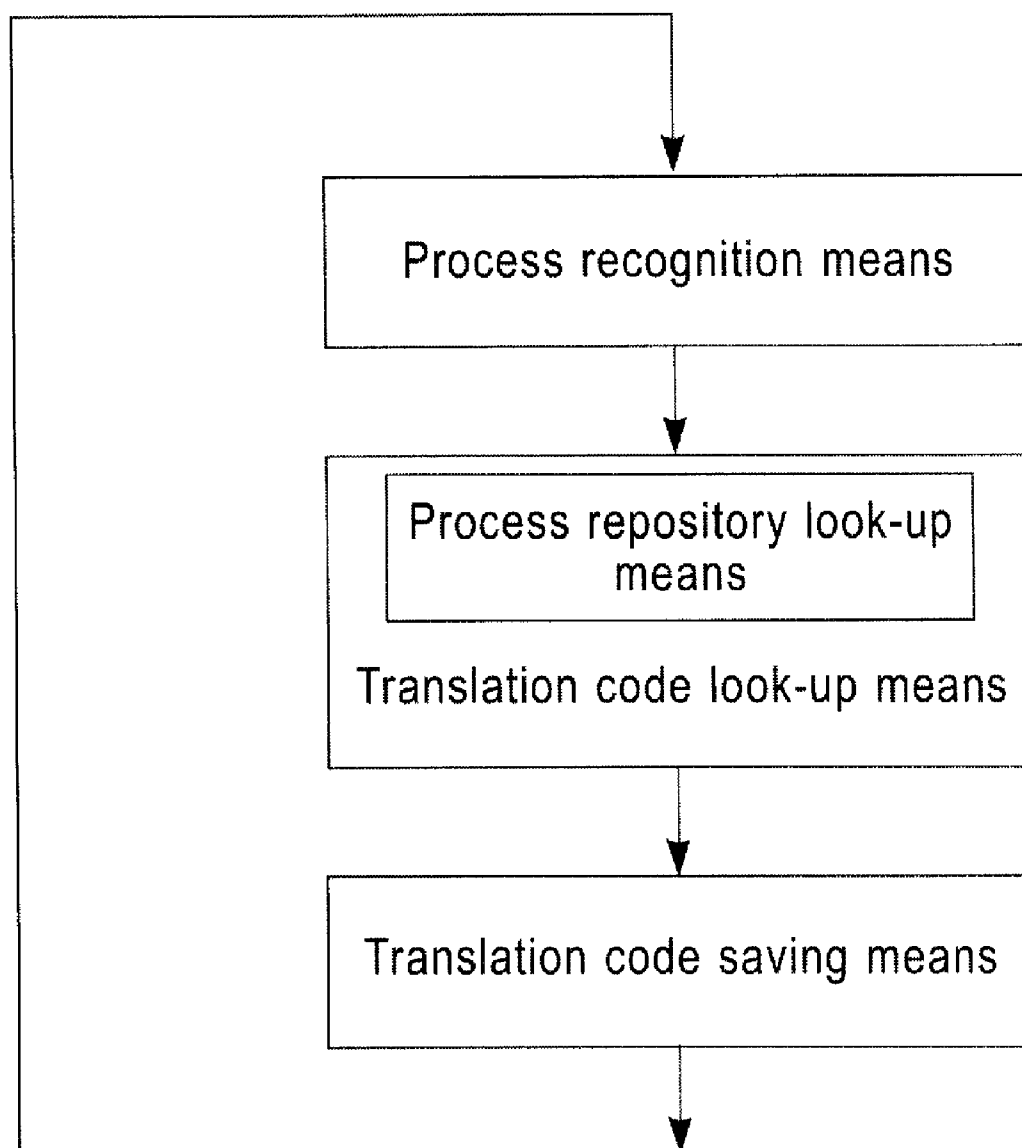 Process recognition means
Process repository look-up
means
Translation code look-up means
Translation code saving means